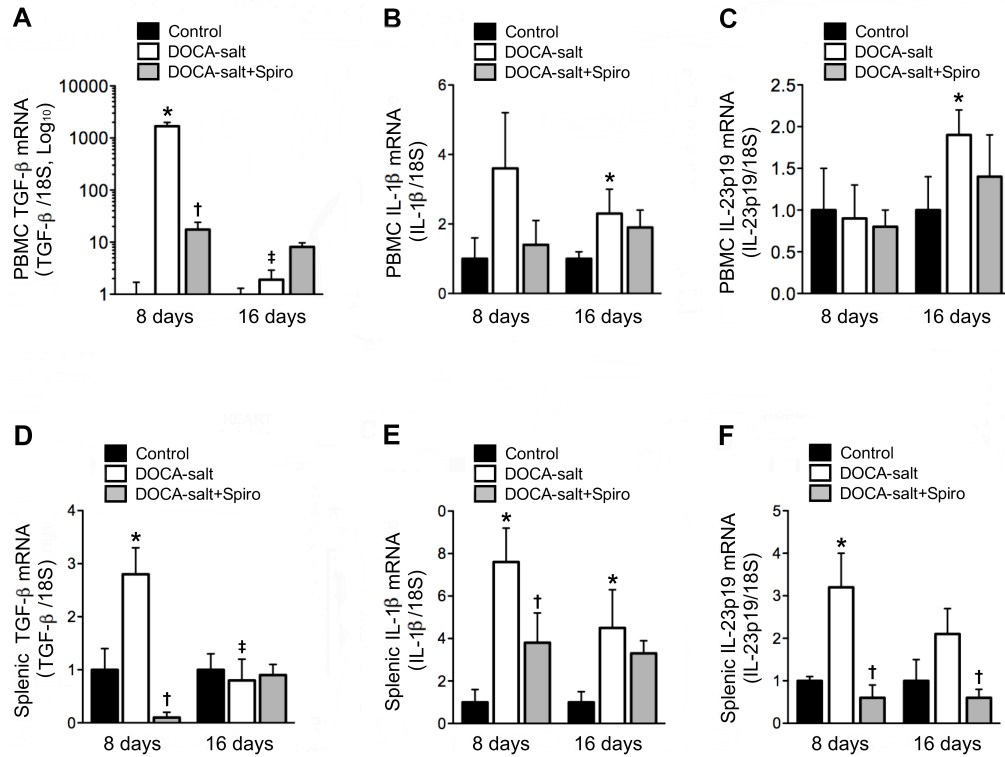 A
Control
DOCA-salt
DOCA-salt+Spiro
PBMC TGF-β mRNA
(TGF-β /18S, Log₁₀)
10000
1000
100
10
1
*
†
‡
8 days
16 days
B
Control
DOCA-salt
DOCA-salt+Spiro
PBMC IL-1β mRNA
(IL-1β /18S)
6
4
2
0
*
8 days
16 days
C
Control
DOCA-salt
DOCA-salt+Spiro
PBMC IL-23p19 mRNA
(IL-23p19/18S)
2.5
2.0
1.5
1.0
0.5
0.0
*
8 days
16 days
D
Control
DOCA-salt
DOCA-salt+Spiro
Splenic TGF-β mRNA
(TGF-β /18S)
4
3
2
1
0
*
†
‡
8 days
16 days
E
Control
DOCA-salt
DOCA-salt+Spiro
Splenic IL-1β mRNA
(IL-1β /18S)
0
8
6
4
2
0
*
†
*
8 days
16 days
F
Control
DOCA-salt
DOCA-salt+Spiro
Splenic IL-23p19 mRNA
(IL-23p19/18S)
5
4
3
2
1
0
*
†
†
8 days
16 days